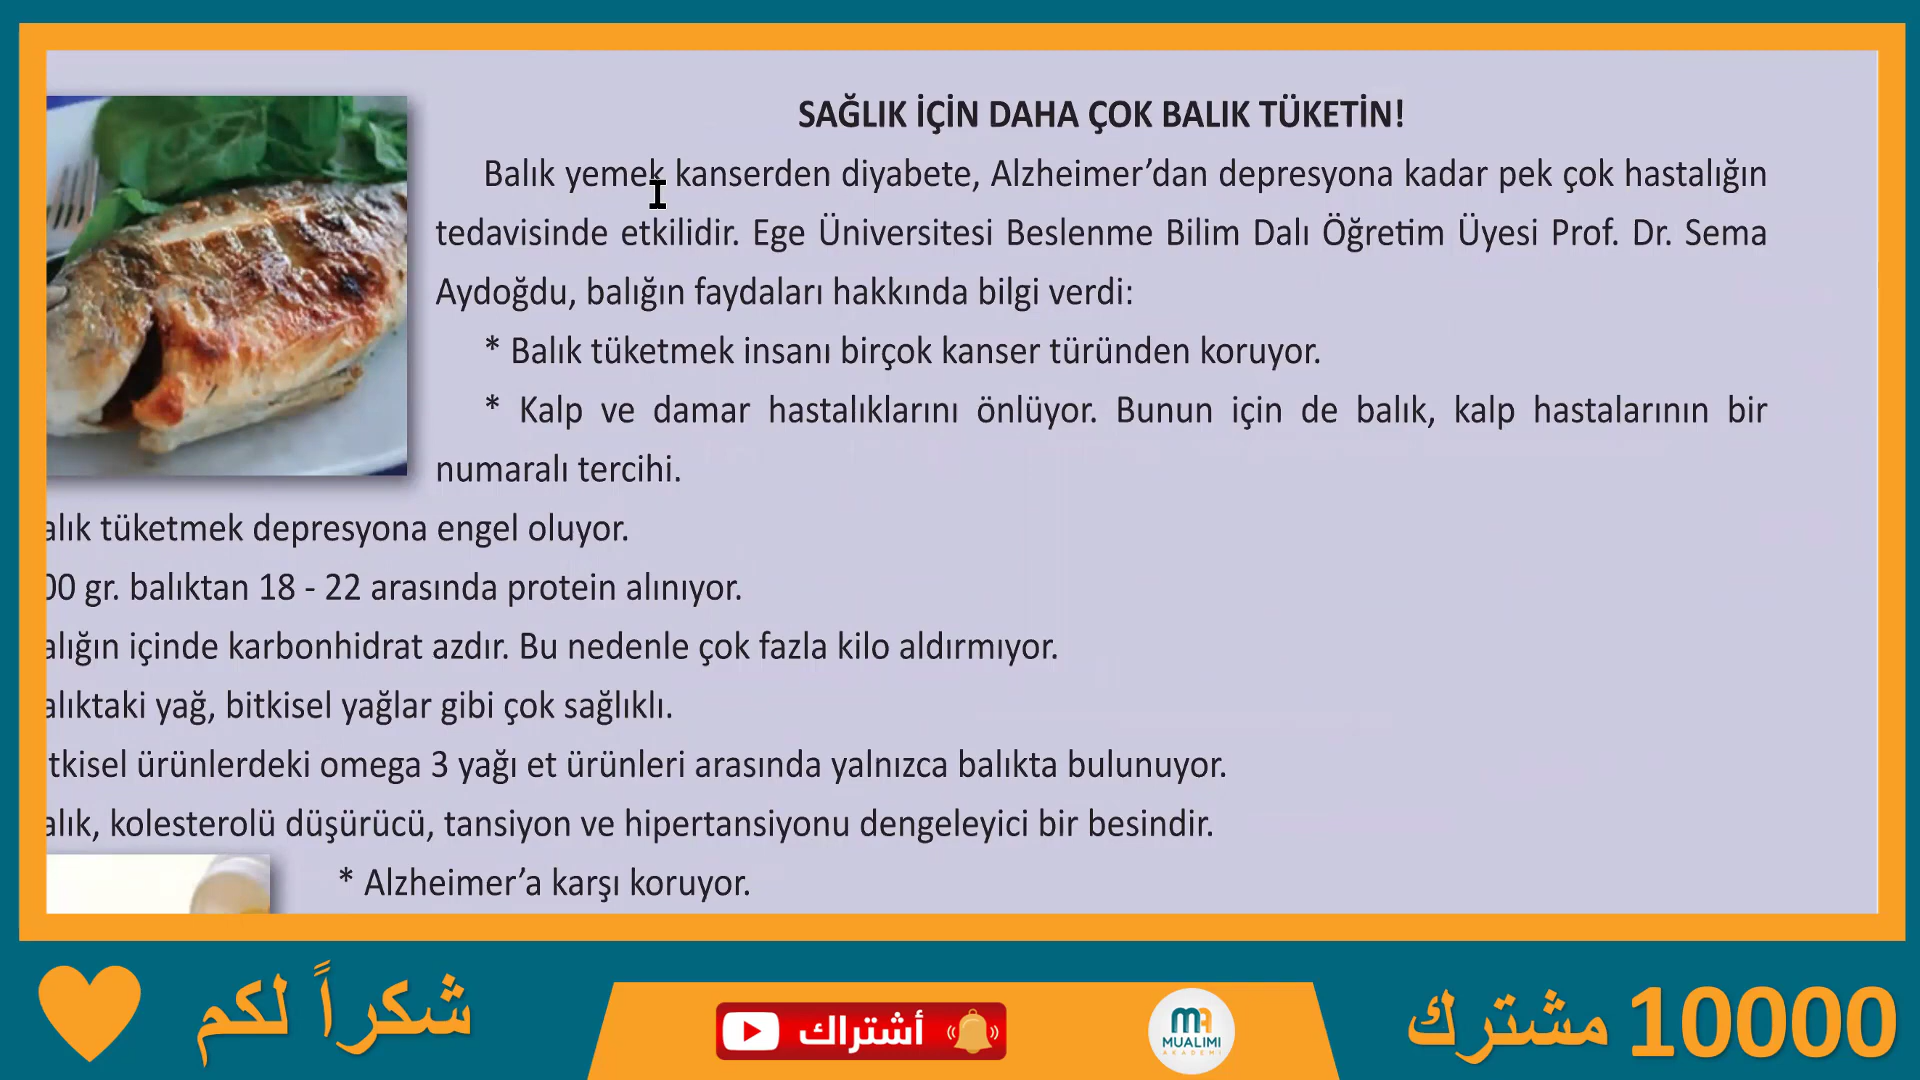 SAĞLIK İÇİN DAHA ÇOK BALIK TÜKETİN!
Balık yemek kanserden diyabete, Alzheimer’dan depresyona kadar pek çok hastalığın
tedavisinde etkilidir. Ege Üniversitesi Beslenme Bilim Dalı Öğretim Üyesi Prof. Dr. Sema
Aydoğdu, balığın faydaları hakkında bilgi verdi:
* Balık tüketmek insanı birçok kanser türünden koruyor.
* Kalp ve damar hastalıklarını önlüyor. Bunun için de balık, kalp hastalarının bir
numaralı tercihi.
alık tüketmek depresyona engel oluyor.
00 gr. balıktan 18 - 22 arasında protein alınıyor.
alığın içinde karbonhidrat azdır. Bu nedenle çok fazla kilo aldırmıyor.
alıktaki yağ, bitkisel yağlar gibi çok sağlıklı.
tkisel ürünlerdeki omega 3 yağı et ürünleri arasında yalnızca balıkta bulunuyor.
alık, kolesterolü düşürücü, tansiyon ve hipertansiyonu dengeleyici bir besindir.
* Alzheimer’a karşı koruyor.
شكراً لكم
أشتراك
MUALIMI
AKADEMI
10000 مشترك